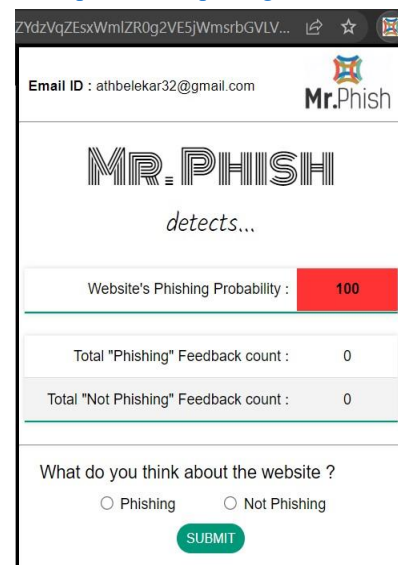 ZYdzVqZEsxWmlZR0g2VE5jWmsrbGVLV...
Email ID : athbelekar32@gmail.com
Mr.Phish
MR.PHISH
detects...
Website's Phishing Probability : 100
Total "Phishing" Feedback count : 0
Total "Not Phishing" Feedback count : 0
What do you think about the website ?
Phishing Not Phishing
SUBMIT